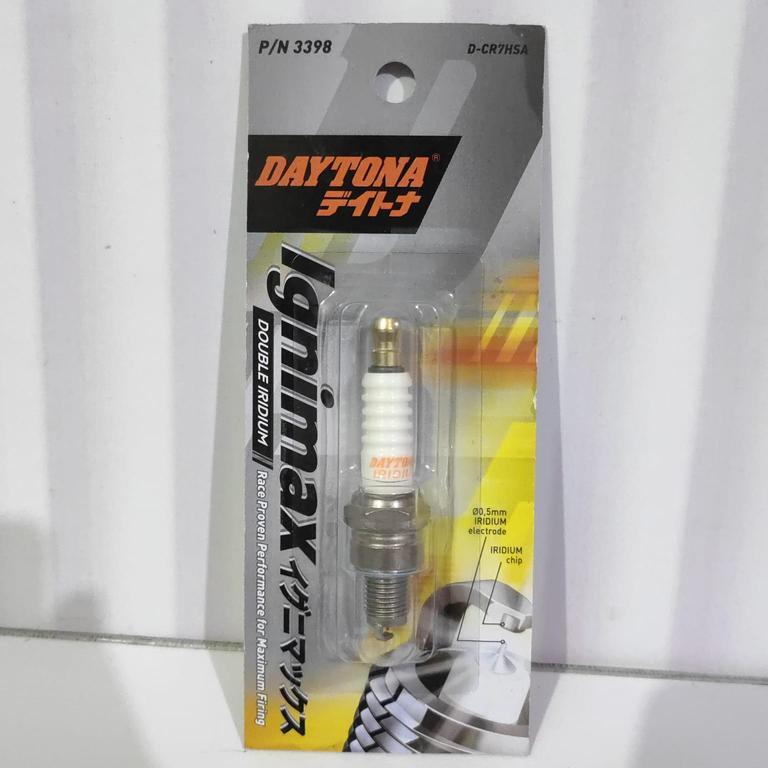 P/N 3398
D-CR7HSA
DAYTONA®
デイトナ
Ignimax イグニマックス
DOUBLE IRIDIUM
Race Proven Performance for Maximum Firing
DAYTONA
IRIDIU
Ø0,5mm
IRIDIUM
electrode
IRIDIUM
chip